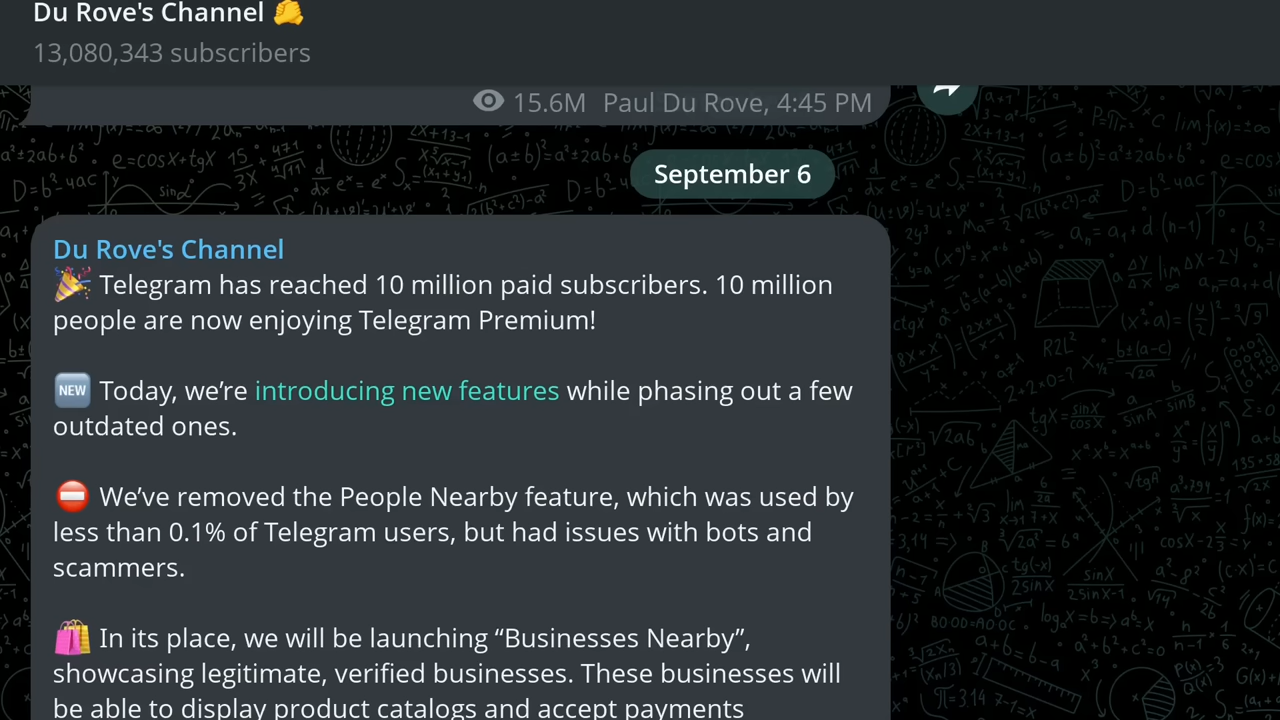 Du Rove's Channel
13,080,343 subscribers
15.6M Paul Du Rove, 4:45 PM
September 6
Du Rove's Channel
🎉 Telegram has reached 10 million paid subscribers. 10 million
people are now enjoying Telegram Premium!
🆕 Today, we’re introducing new features while phasing out a few
outdated ones.
⛔ We’ve removed the People Nearby feature, which was used by
less than 0.1% of Telegram users, but had issues with bots and
scammers.
🛍 In its place, we will be launching “Businesses Nearby”,
showcasing legitimate, verified businesses. These businesses will
be able to display product catalogs and accept payments